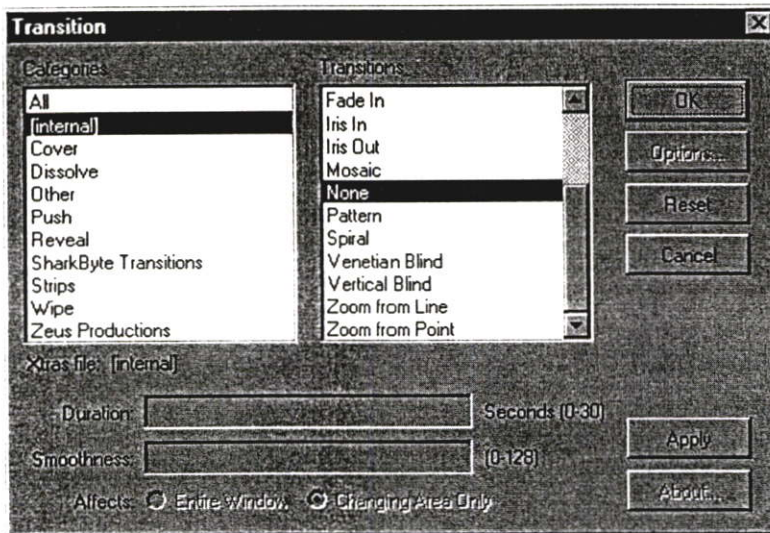 Transition
Categories
All
[internal]
Cover
Dissolve
Other
Push
Reveal
SharkByte Transitions
Strips
Wipe
Zeus Productions
Transitions
Fade In
Iris In
Iris Out
Mosaic
None
Pattern
Spiral
Venetian Blind
Vertical Blind
Zoom from Line
Zoom from Point
OK
Options...
Reset
Cancel
Xtras file: [internal]
Duration: Seconds (0-30)
Smoothness: (0-128)
Affects: Entire Window Changing Area Only
Apply
About...